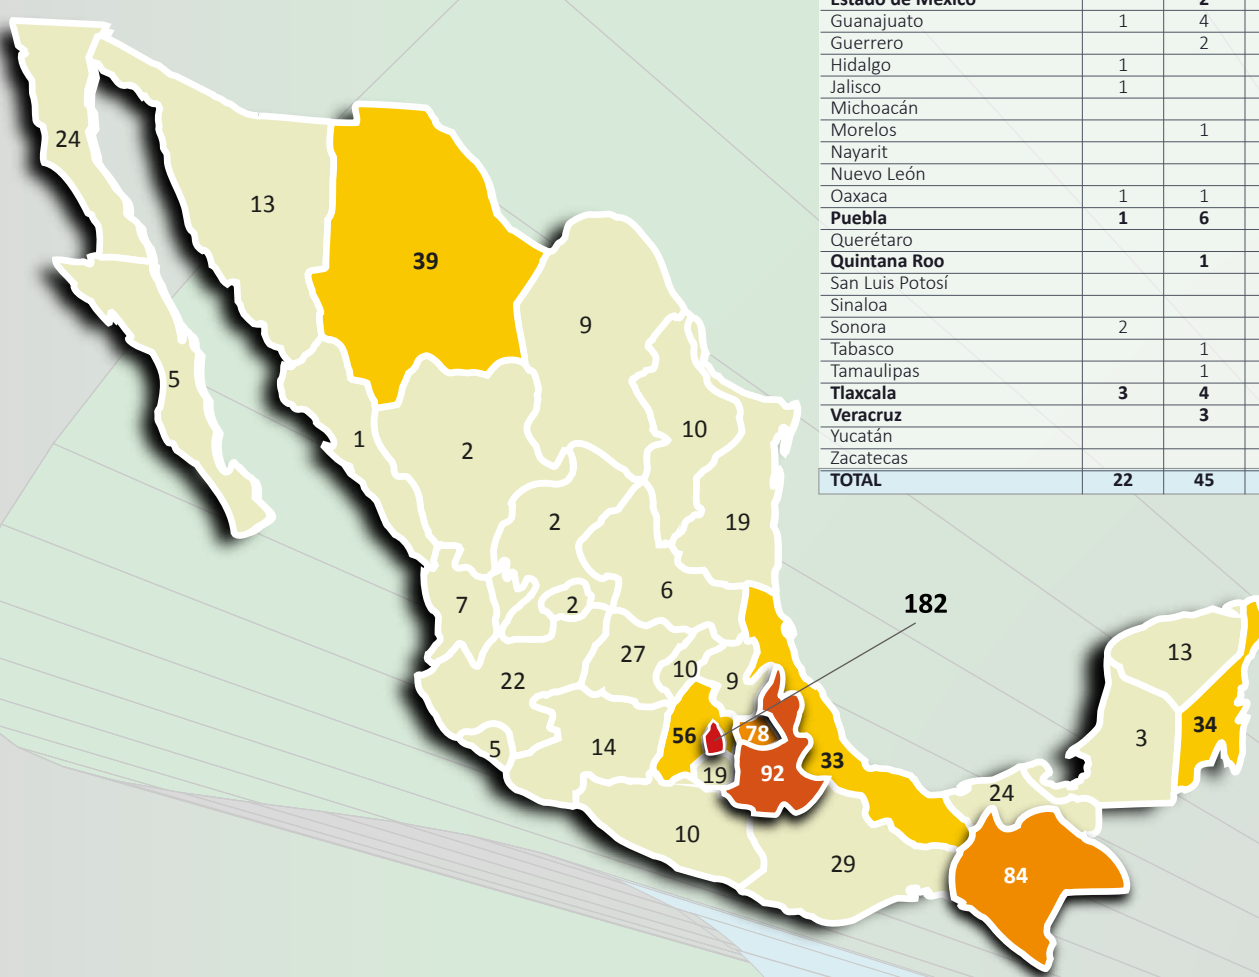 Estado de México 2
Guanajuato 1 4
Guerrero 2
Hidalgo 1
Jalisco 1
Michoacán
Morelos 1
Nayarit
Nuevo León
Oaxaca 1 1
Puebla 1 6
Querétaro
Quintana Roo 1
San Luis Potosí
Sinaloa
Sonora 2
Tabasco 1
Tamaulipas 1
Tlaxcala 3 4
Veracruz 3
Yucatán
Zacatecas
TOTAL 22 45
24
13
39
9
5
1
2
10
2
19
7
2
6
182
27
10
9
13
22
56
78
34
5
14
19
92
33
3
24
10
29
84